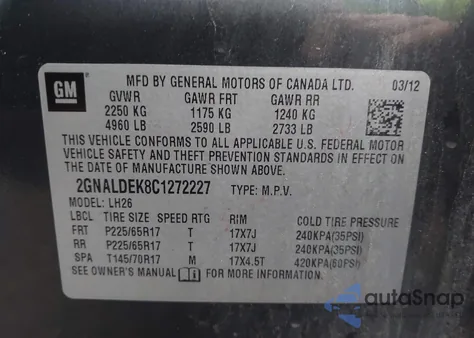 GM
MFD BY GENERAL MOTORS OF CANADA LTD. 03/12
GVWR GAWR FRT GAWR RR
2250 KG 1175 KG 1240 KG
4960 LB 2590 LB 2733 LB
THIS VEHICLE CONFORMS TO ALL APPLICABLE U.S. FEDERAL MOTOR
VEHICLE SAFETY AND THEFT PREVENTION STANDARDS IN EFFECT ON
THE DATE OF MANUFACTURE SHOWN ABOVE.
2GNALDEK8C1272227 TYPE: M.P.V.
MODEL: LH26
LBCL TIRE SIZE SPEED RTG RIM COLD TIRE PRESSURE
FRT P225/65R17 T 17X7J 240KPA(35PSI)
RR P225/65R17 T 17X7J 240KPA(35PSI)
SPA T145/70R17 M 17X4.5T 420KPA(60PSI)
SEE OWNER'S MANUAL
autoSnap